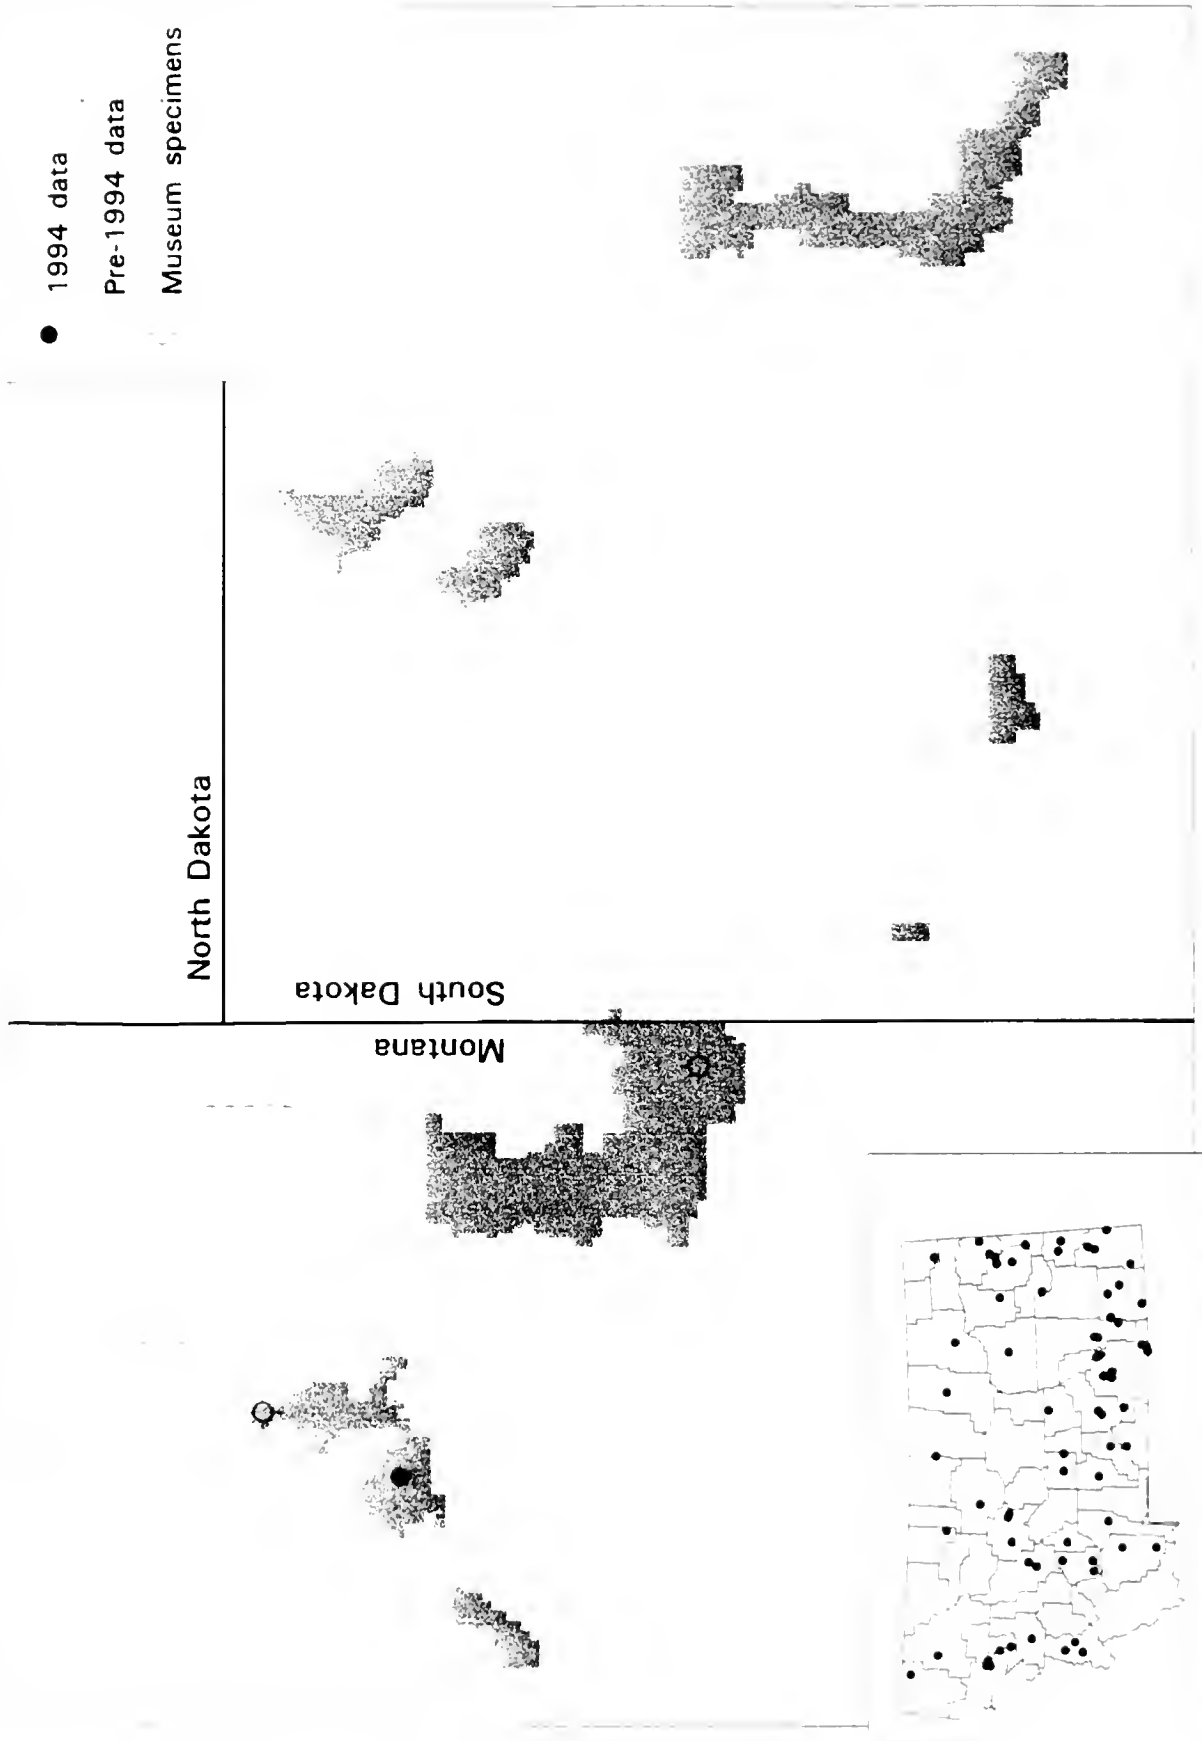 1994 data
Pre-1994 data
Museum specimens
North Dakota
South Dakota
Montana